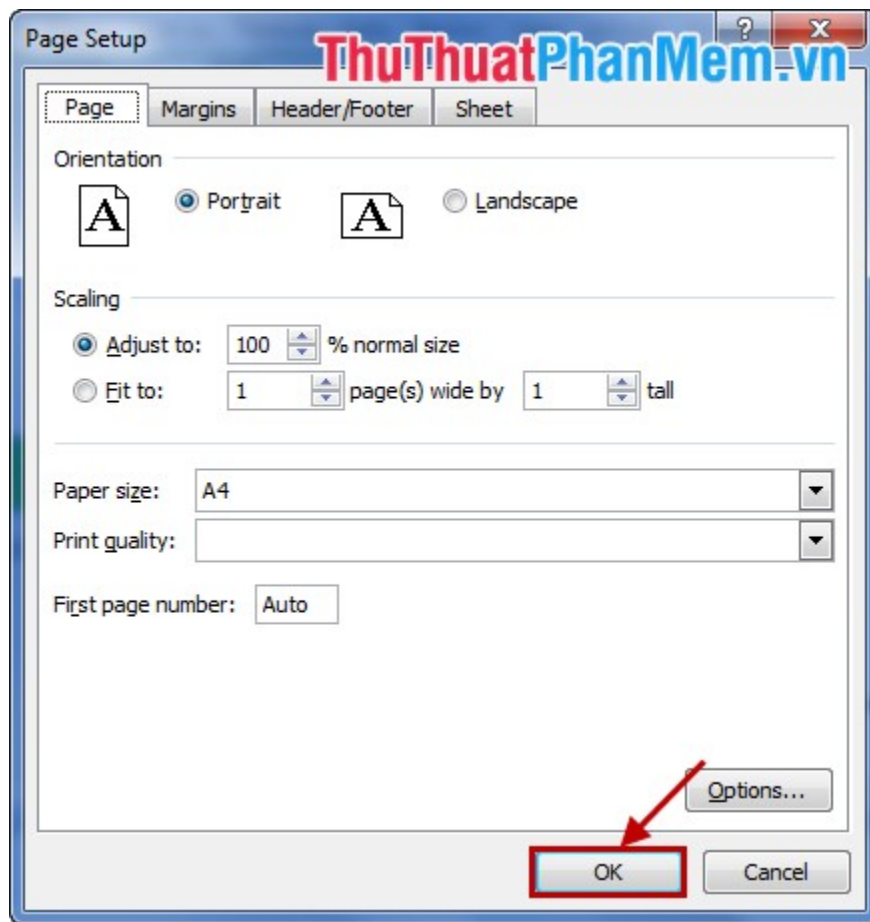 Page Setup
ThuThuatPhanMem.vn
Page Margins Header/Footer Sheet
Orientation
A Portrait A Landscape
Scaling
Adjust to: 100 % normal size
Fit to: 1 page(s) wide by 1 tall
Paper size: A4
Print quality:
First page number: Auto
Options...
OK Cancel